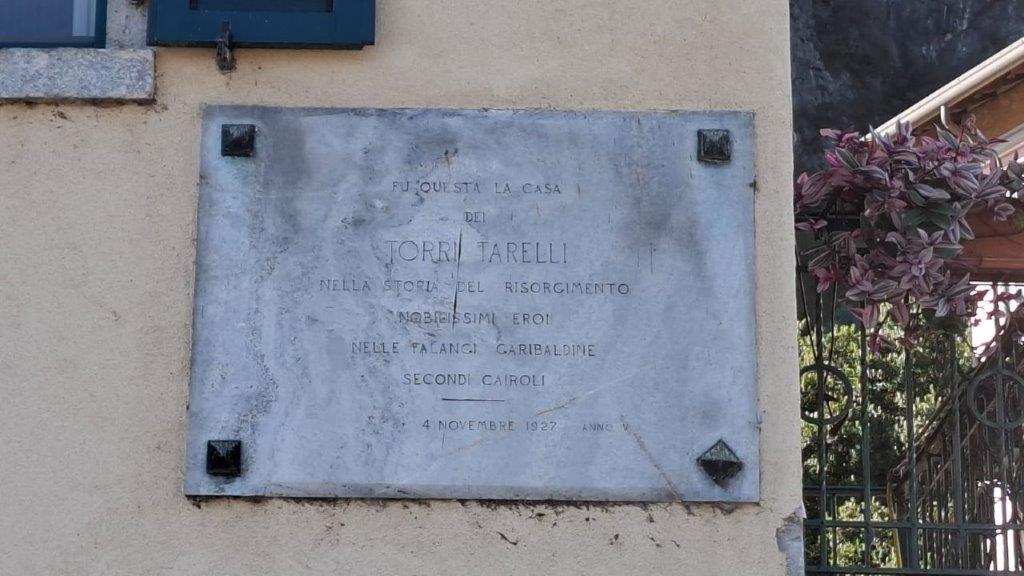 FU QUESTA LA CASA
DEI
TORRI TARELLI
NELLA STORIA DEL RISORGIMENTO
NOBILISSIMI EROI
NELLE FALANGI GARIBALDINE
SECONDI CAIROLI
4 NOVEMBRE 1927 ANNO V